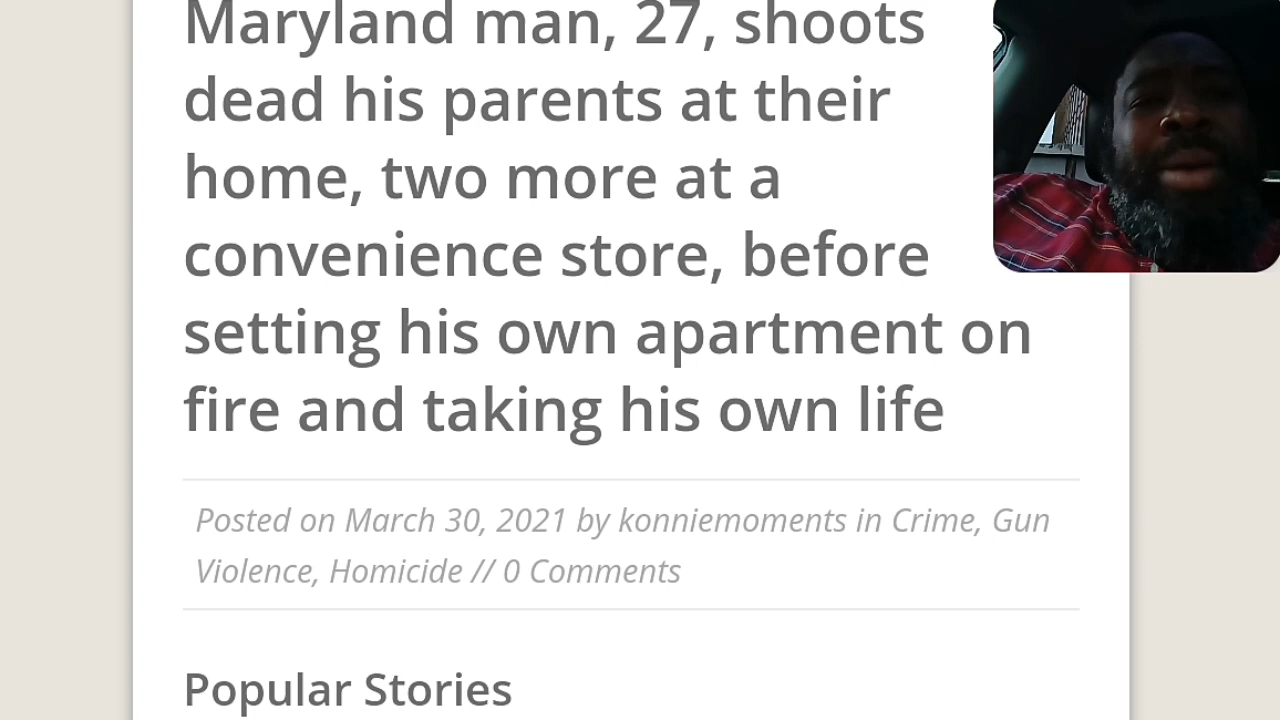 Maryland man, 27, shoots
dead his parents at their
home, two more at a
convenience store, before
setting his own apartment on
fire and taking his own life
Posted on March 30, 2021 by konniemoments in Crime, Gun
Violence, Homicide // 0 Comments
Popular Stories